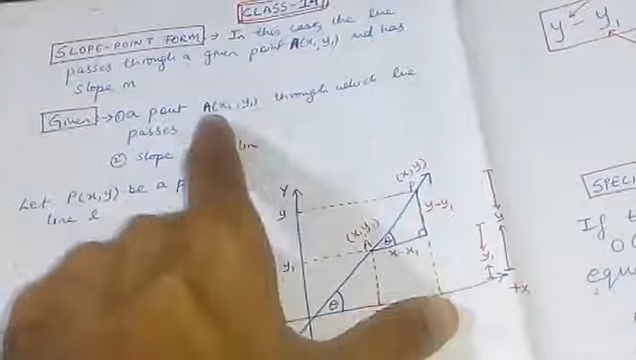 CLASS-IX
SLOPE-POINT FORM → In this case, the line
passes through a given point A(x₁, y₁) and has
slope m
Given → ① a point A(x₁, y₁) through which line
passes
② slope
line
Let P(x, y) be a p
line l
Y
y
y₁
(x, y)
P
y-y₁
(x₁, y₁)
A
θ
x-x₁
θ
y
y₁
+x
y - y₁
SPECI
If t
equ